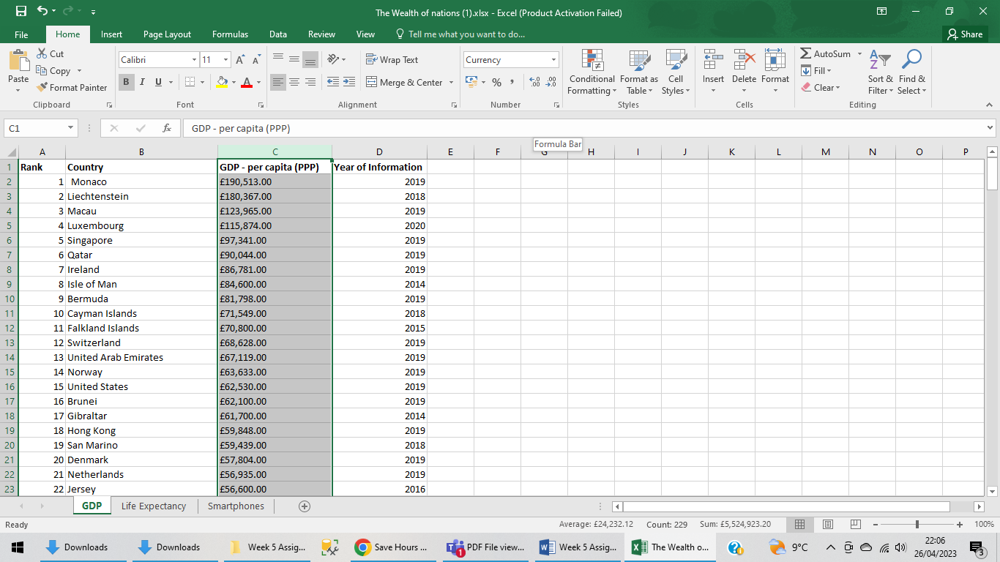 The Wealth of nations (1).xlsx - Excel (Product Activation Failed)
File Home Insert Page Layout Formulas Data Review View Tell me what you want to do... Share
Paste Cut Calibri 11 A A Wrap Text Currency Conditional Formatting Format as Table Cell Styles Insert Delete Format AutoSum Sort & Filter Find & Select
Copy Fill
Format Painter B I U A Merge & Center % , Clear
Clipboard Font Alignment Number Styles Cells Editing
C1 fx GDP - per capita (PPP)
Formula Bar
A B C D E F G H I J K L M N O P
1 Rank Country GDP - per capita (PPP) Year of Information
2 1 Monaco £190,513.00 2019
3 2 Liechtenstein £180,367.00 2018
4 3 Macau £123,965.00 2019
5 4 Luxembourg £115,874.00 2020
6 5 Singapore £97,341.00 2019
7 6 Qatar £90,044.00 2019
8 7 Ireland £86,781.00 2019
9 8 Isle of Man £84,600.00 2014
10 9 Bermuda £81,798.00 2019
11 10 Cayman Islands £71,549.00 2018
12 11 Falkland Islands £70,800.00 2015
13 12 Switzerland £68,628.00 2019
14 13 United Arab Emirates £67,119.00 2019
15 14 Norway £63,633.00 2019
16 15 United States £62,530.00 2019
17 16 Brunei £62,100.00 2019
18 17 Gibraltar £61,700.00 2014
19 18 Hong Kong £59,848.00 2019
20 19 San Marino £59,439.00 2018
21 20 Denmark £57,804.00 2019
22 21 Netherlands £56,935.00 2019
23 22 Jersey £56,600.00 2016
GDP Life Expectancy Smartphones
Ready Average: £24,232.12 Count: 229 Sum: £5,524,923.20 100%
Downloads Downloads Week 5 Assig... Save Hours ... PDF File view... Week 5 Assig... The Wealth o... 9°C 22:06
26/04/2023
1 3